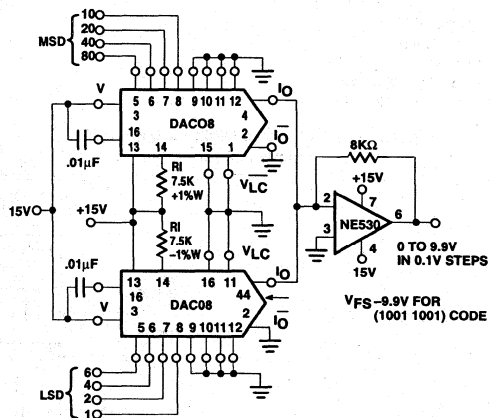 10
20
MSD 40
80
5 6 7 8 9 10 11 12
V
3
16
DACO8
4
2
IO
IO
13 14 15 1
.01µF
RI
7.5K
+1%W
VLC
15V
+15V
RI
7.5K
-1%W
VLC
8KΩ
+15V
2
7
NE530
6
3
4
15V
0 TO 9.9V
IN 0.1V STEPS
.01µF
13 14 16 11
16
3
DAC08
44
2
IO
IO
V
5 6 7 8 9 10 11 12
VFS -9.9V FOR
(1001 1001) CODE
6
LSD 4
2
1